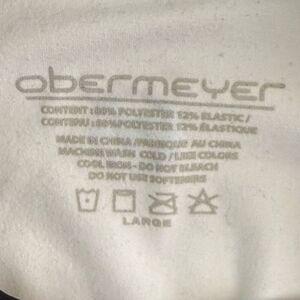 obermeyer
CONTENT: 88% POLYESTER 12% ELASTIC /
CONTENU: 88% POLYESTER 12% ÉLASTIQUE
MADE IN CHINA / FABRIQUE AU CHINA
MACHINE WASH COLD / LIKE COLORS
COOL IRON - DO NOT BLEACH
DO NOT USE SOFTENERS
LARGE